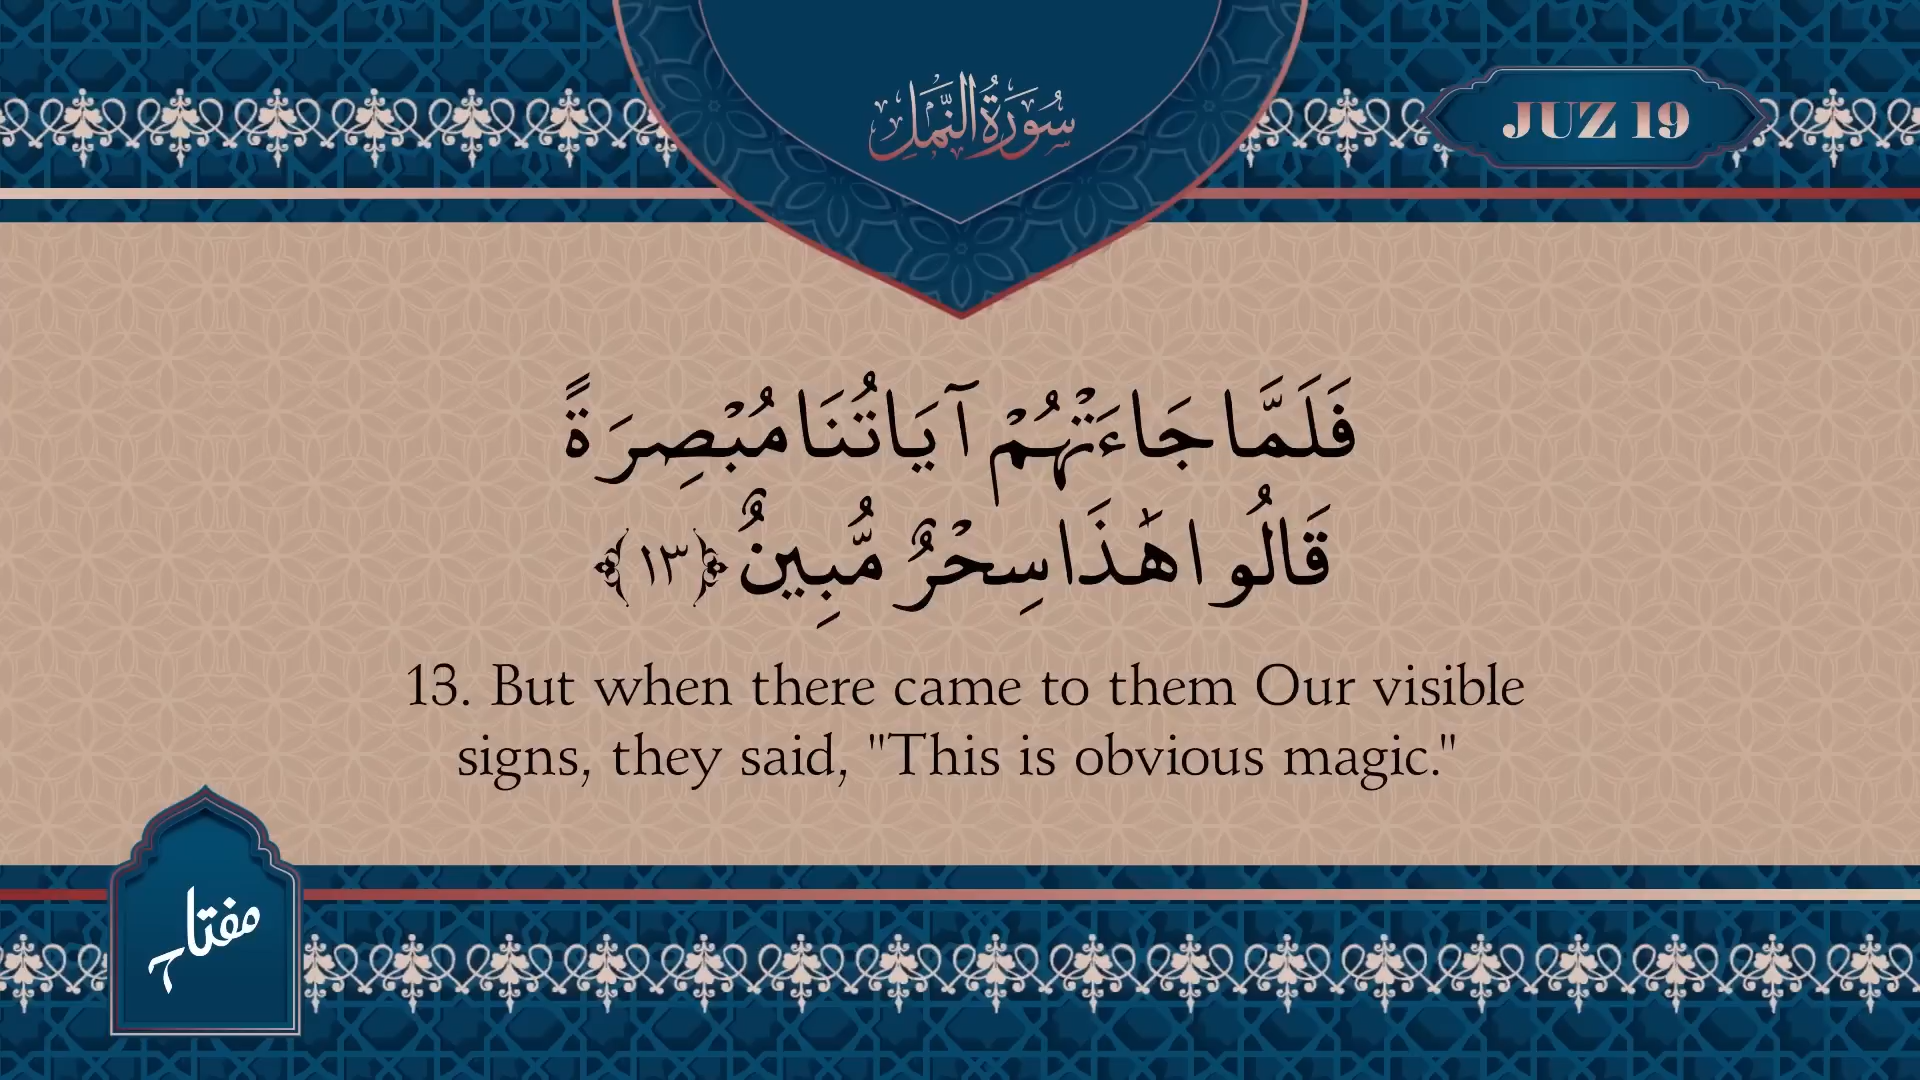 سُورَةُ النَّمْلِ
JUZ 19
فَلَمَّا جَاءَتْهُمْ آيَاتُنَا مُبْصِرَةً
قَالُوا هَٰذَا سِحْرٌ مُّبِينٌ ﴿١٣﴾
13. But when there came to them Our visible
signs, they said, "This is obvious magic."
مفتاح